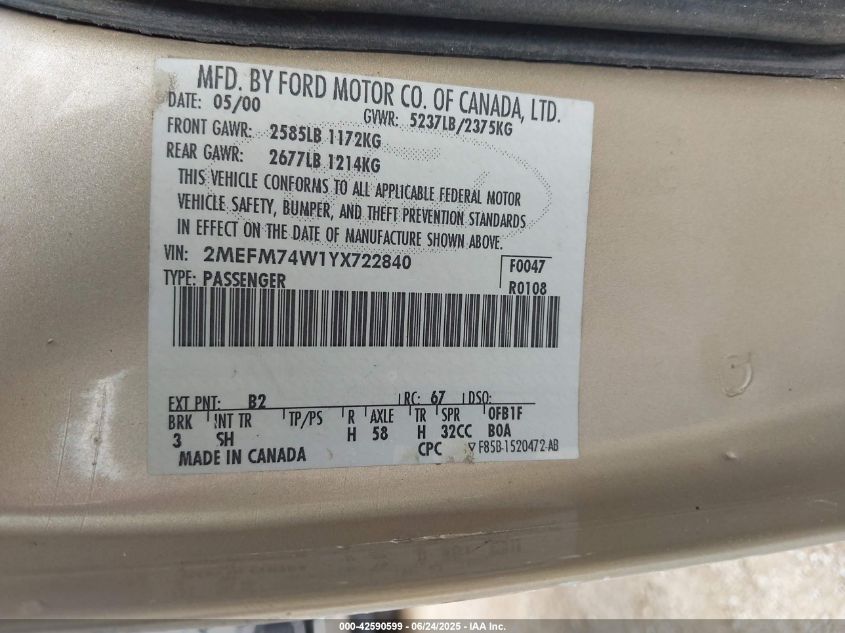 MFD. BY FORD MOTOR CO. OF CANADA, LTD.
DATE: 05/00 GVWR: 5237LB/2375KG
FRONT GAWR: 2585LB 1172KG
REAR GAWR: 2677LB 1214KG
THIS VEHICLE CONFORMS TO ALL APPLICABLE FEDERAL MOTOR
VEHICLE SAFETY, BUMPER, AND THEFT PREVENTION STANDARDS
IN EFFECT ON THE DATE OF MANUFACTURE SHOWN ABOVE.
VIN: 2MEFM74W1YX722840 F0047
TYPE: PASSENGER R0108
EXT PNT: B2 RC: 67 DSO:
BRK INT TR TP/PS R AXLE TR SPR 0FB1F
3 SH H 58 H 32CC B0A
MADE IN CANADA CPC F85B-1520472-AB
000-42590599 - 06/24/2025 - IAA Inc.